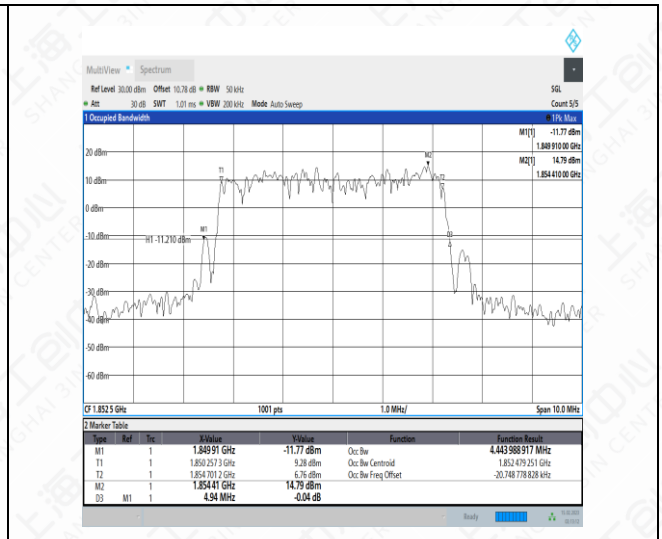 MultiView Spectrum
Ref Level 30.00 dBm Offset 10.78 dB RBW 50 kHz SGL
Att 30 dB SWT 1.01 ms VBW 200 kHz Mode Auto Sweep Count 5/5
1 Occupied Bandwidth 1Pk Max
M1[1] -11.77 dBm
1.849 910 00 GHz
M2[1] 14.79 dBm
1.854 410 00 GHz
M2
20 dBm
T1
T2
10 dBm
0 dBm
M1
D3
-10 dBm
H1 -11.210 dBm
-20 dBm
-30 dBm
-40 dBm
-50 dBm
-60 dBm
CF 1.852 5 GHz 1001 pts 1.0 MHz/ Span 10.0 MHz
2 Marker Table
Type Ref Trc X-Value Y-Value Function Function Result
M1 1 1.849 91 GHz -11.77 dBm Occ Bw 4.443 988 917 MHz
T1 1 1.850 257 3 GHz 9.28 dBm Occ Bw Centroid 1.852 479 251 GHz
T2 1 1.854 701 2 GHz 6.76 dBm Occ Bw Freq Offset -20.748 778 828 kHz
M2 1 1.854 41 GHz 14.79 dBm
D3 M1 1 4.94 MHz -0.04 dB
Ready